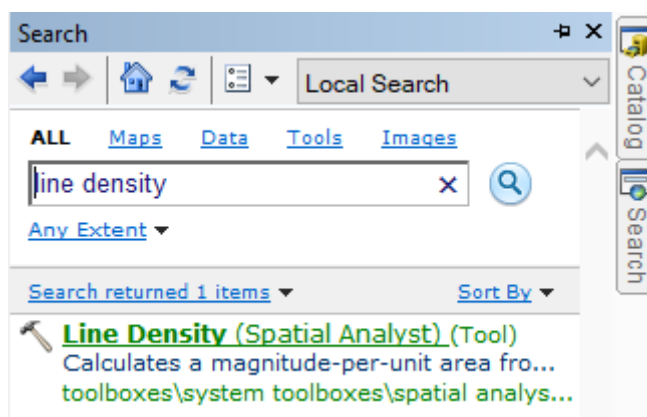 Search
Local Search
ALL Maps Data Tools Images
line density
Any Extent
Search returned 1 items Sort By
Line Density (Spatial Analyst) (Tool)
Calculates a magnitude-per-unit area fro...
toolboxes\system toolboxes\spatial analys...
Catalog
Search